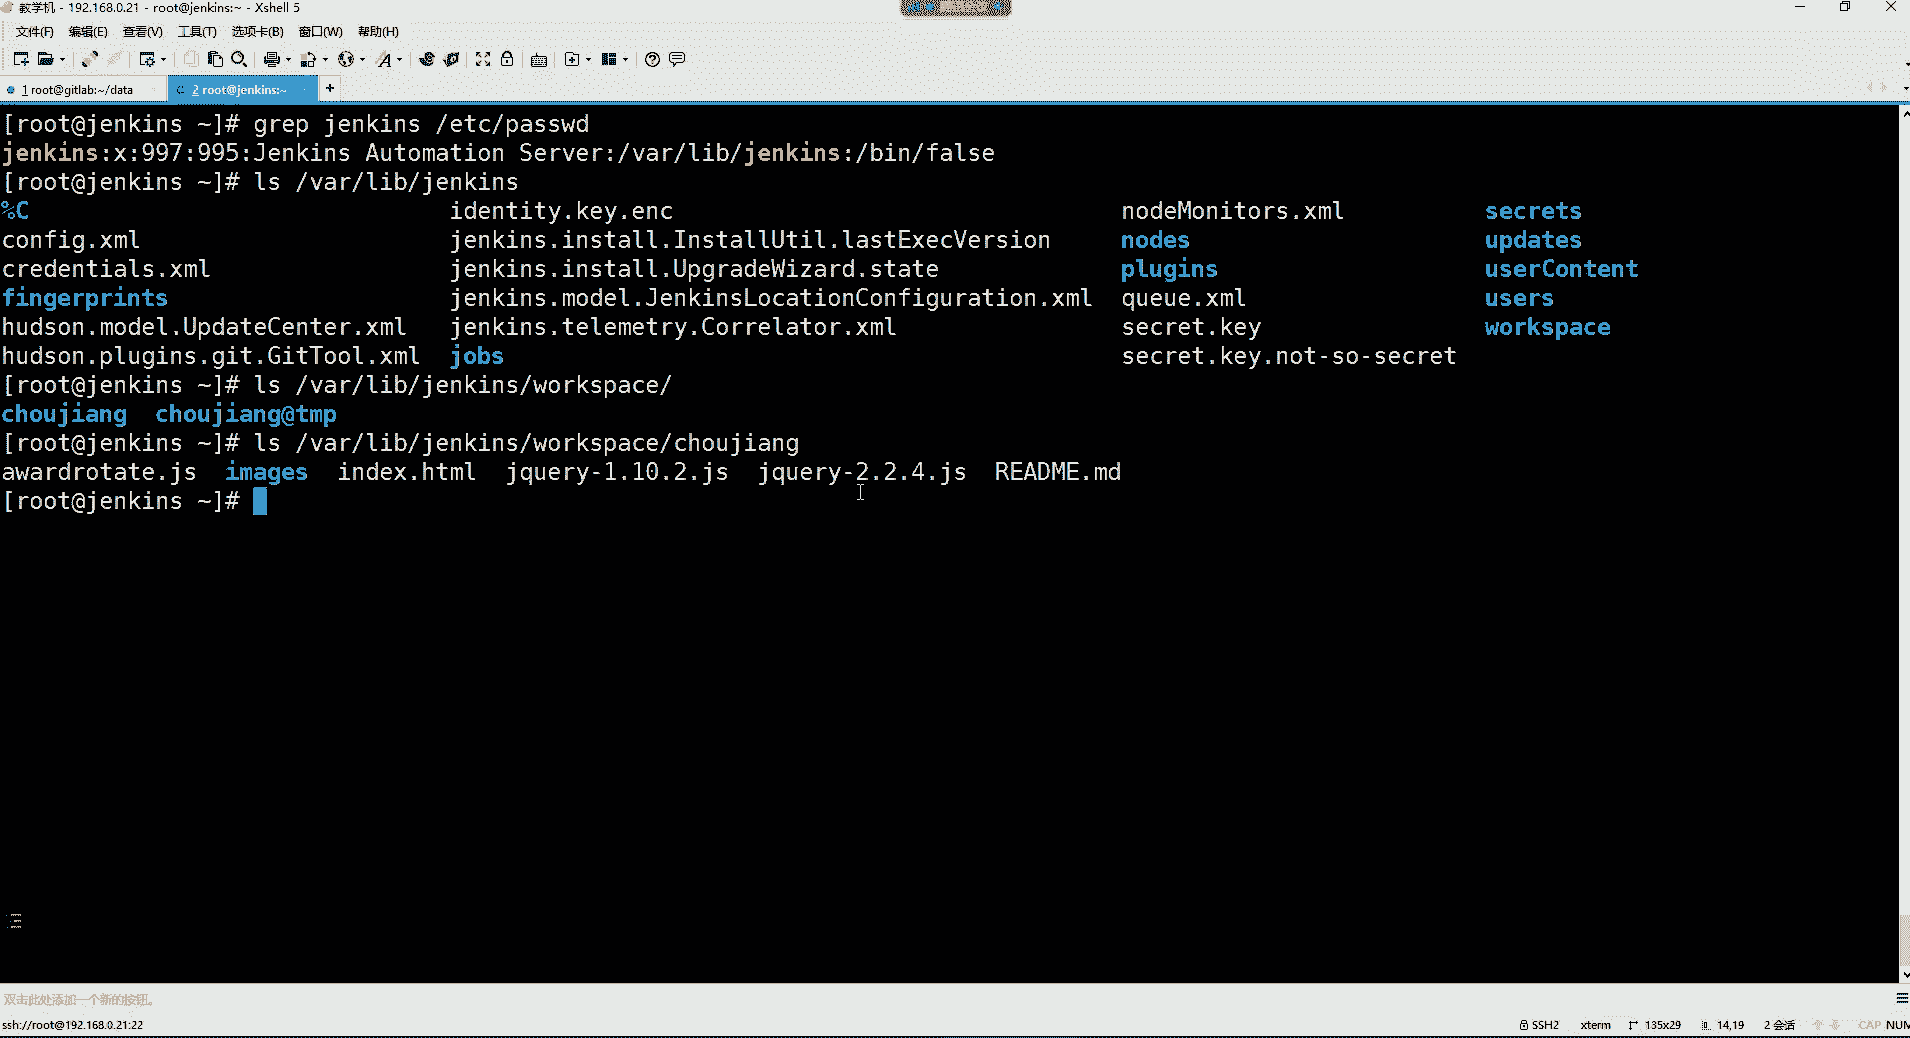 教学机 - 192.168.0.21 - root@jenkins:~ - Xshell 5
文件(F) 编辑(E) 查看(V) 工具(T) 选项卡(B) 窗口(W) 帮助(H)
1 root@gitlab:~/data 2 root@jenkins:~ +
[root@jenkins ~]# grep jenkins /etc/passwd
jenkins:x:997:995:Jenkins Automation Server:/var/lib/jenkins:/bin/false
[root@jenkins ~]# ls /var/lib/jenkins
%C identity.key.enc nodeMonitors.xml secrets
config.xml jenkins.install.InstallUtil.lastExecVersion nodes updates
credentials.xml jenkins.install.UpgradeWizard.state plugins userContent
fingerprints jenkins.model.JenkinsLocationConfiguration.xml queue.xml users
hudson.model.UpdateCenter.xml jenkins.telemetry.Correlator.xml secret.key workspace
hudson.plugins.git.GitTool.xml jobs secret.key.not-so-secret
[root@jenkins ~]# ls /var/lib/jenkins/workspace/
choujiang choujiang@tmp
[root@jenkins ~]# ls /var/lib/jenkins/workspace/choujiang
awardrotate.js images index.html jquery-1.10.2.js jquery-2.2.4.js README.md
[root@jenkins ~]#
双击此处添加一个新的按钮。
ssh://root@192.168.0.21:22 SSH2 xterm 135x29 14,19 2 会话 CAP NUM